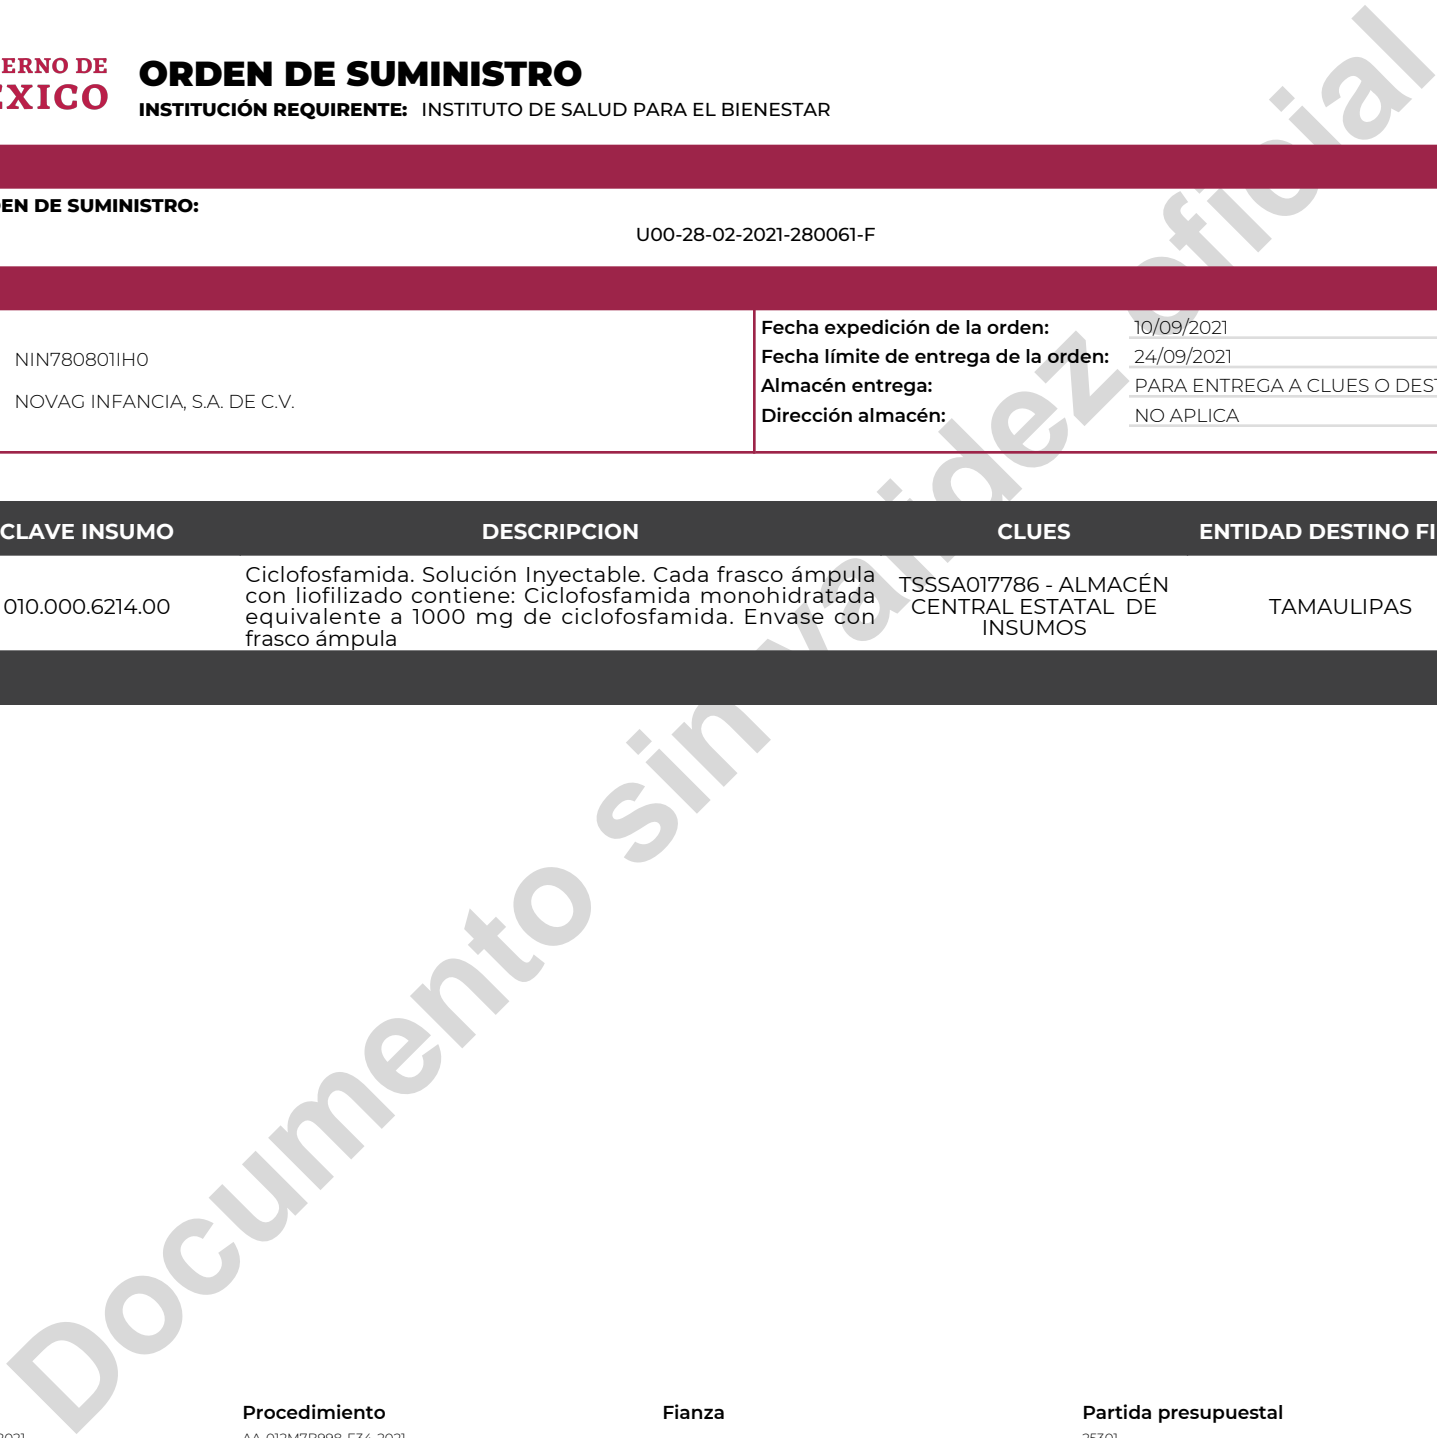 ERNO DE
ORDEN DE SUMINISTRO
INSTITUCIÓN REQUIRENTE: INSTITUTO DE SALUD PARA EL BIENESTAR
EN DE SUMINISTRO:
U00-28-02-2021-280061-F
NIN780801IH0
NOVAG INFANCIA, S.A. DE C.V.
Fecha expedición de la orden: 10/09/2021
Fecha límite de entrega de la orden: 24/09/2021
Almacén entrega: PARA ENTREGA A CLUES O DEST
Dirección almacén: NO APLICA
CLAVE INSUMO DESCRIPCION CLUES ENTIDAD DESTINO FI
010.000.6214.00
Ciclofosfamida. Solución Inyectable. Cada frasco ámpula
con liofilizado contiene: Ciclofosfamida monohidratada
equivalente a 1000 mg de ciclofosfamida. Envase con
frasco ámpula
TSSSA017786 - ALMACÉN
CENTRAL ESTATAL DE
INSUMOS
TAMAULIPAS
Documento sin validez oficial
Procedimiento Fianza Partida presupuestal